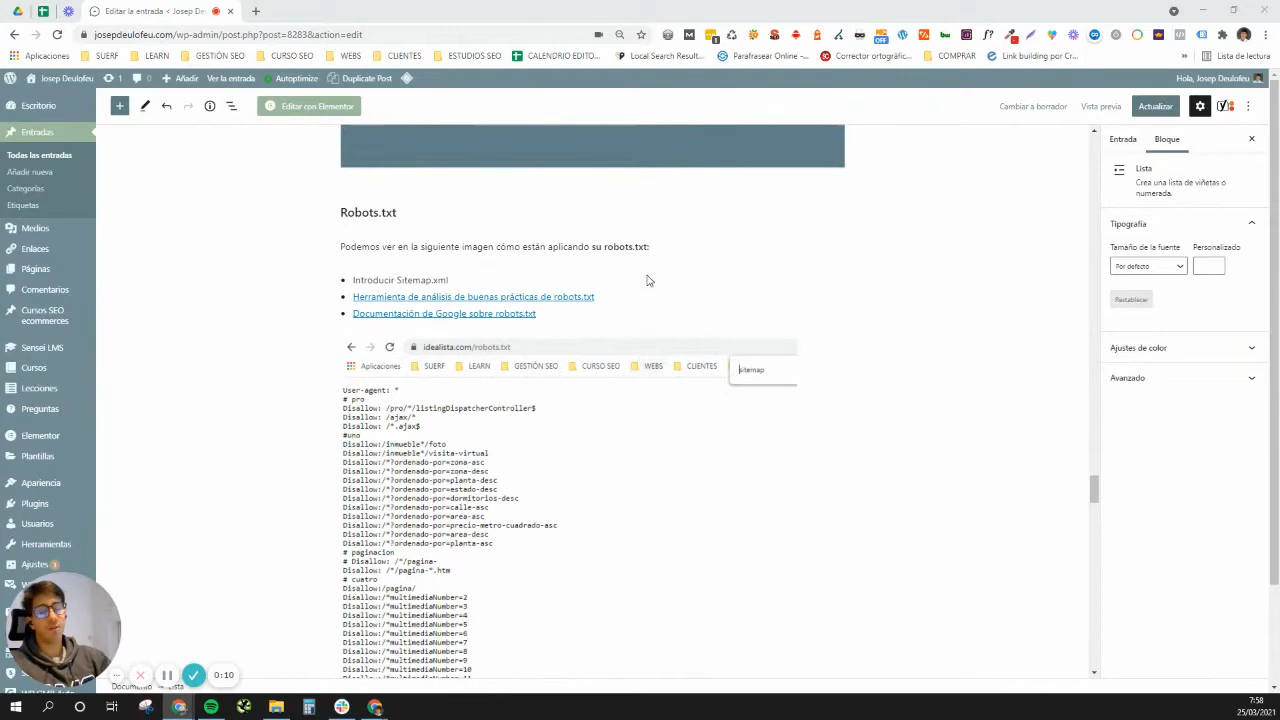 Editar la entrada < Josep De
josepdeulofeu.com/wp-admin/post.php?post=8283&action=edit
Aplicaciones SUERF LEARN GESTIÓN SEO CURSO SEO WEBS CLIENTES ESTUDIOS SEO CALENDARIO EDITO... Local Search Result... Parafrasear Online -... Corrector ortográfic... COMPRAR Link building por Cr... » Lista de lectura
Josep Deulofeu 1 0 Añadir Ver la entrada Autoptimize Duplicate Post Hola, Josep Deulofeu
Escritorio
Entradas
Todas las entradas
Añadir nueva
Categorías
Etiquetas
Medios
Enlaces
Páginas
Comentarios
Cursos SEO
ecommerces
Sensei LMS
Cursos
Lecciones
Preguntas
Elementor
Plantillas
Apariencia
Plugins
Usuarios
Herramientas
Ajustes 3
Editar con Elementor Cambiar a borrador Vista previa Actualizar
Robots.txt
Podemos ver en la siguiente imagen cómo están aplicando su robots.txt:
• Introducir Sitemap.xml
• Herramienta de análisis de buenas prácticas de robots.txt
• Documentación de Google sobre robots.txt
idealista.com/robots.txt
Aplicaciones SUERF LEARN GESTIÓN SEO CURSO SEO WEBS CLIENTES
sitemap
User-agent: *
# pro
Disallow: /pro/*/listingDispatcherController$
Disallow: /ajax/*
Disallow: /*.ajax$
#uno
Disallow:/inmueble*/foto
Disallow:/inmueble*/visita-virtual
Disallow:/*?ordenado-por=zona-asc
Disallow:/*?ordenado-por=zona-desc
Disallow:/*?ordenado-por=planta-desc
Disallow:/*?ordenado-por=estado-desc
Disallow:/*?ordenado-por=dormitorios-desc
Disallow:/*?ordenado-por=calle-asc
Disallow:/*?ordenado-por=area-asc
Disallow:/*?ordenado-por=precio-metro-cuadrado-asc
Disallow:/*?ordenado-por=area-desc
Disallow:/*?ordenado-por=planta-asc
# paginacion
# Disallow: /*/pagina-
Disallow: /*/pagina-*.htm
# cuatro
Disallow:/pagina/
Disallow:/*multimediaNumber=2
Disallow:/*multimediaNumber=3
Disallow:/*multimediaNumber=4
Disallow:/*multimediaNumber=5
Disallow:/*multimediaNumber=6
Disallow:/*multimediaNumber=7
Disallow:/*multimediaNumber=8
Disallow:/*multimediaNumber=9
Disallow:/*multimediaNumber=10
Entrada Bloque
Lista
Crea una lista de viñetas o
numerada.
Tipografía
Tamaño de la fuente Personalizado
Por defecto
Restablecer
Ajustes de color
Avanzado
0:10
7:58
25/03/2021